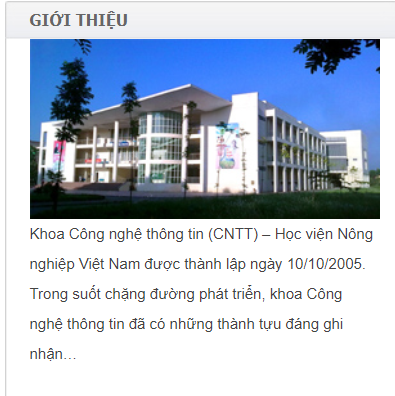 GIỚI THIỆU
Khoa Công nghệ thông tin (CNTT) – Học viện Nông
nghiệp Việt Nam được thành lập ngày 10/10/2005.
Trong suốt chặng đường phát triển, khoa Công
nghệ thông tin đã có những thành tựu đáng ghi
nhận...